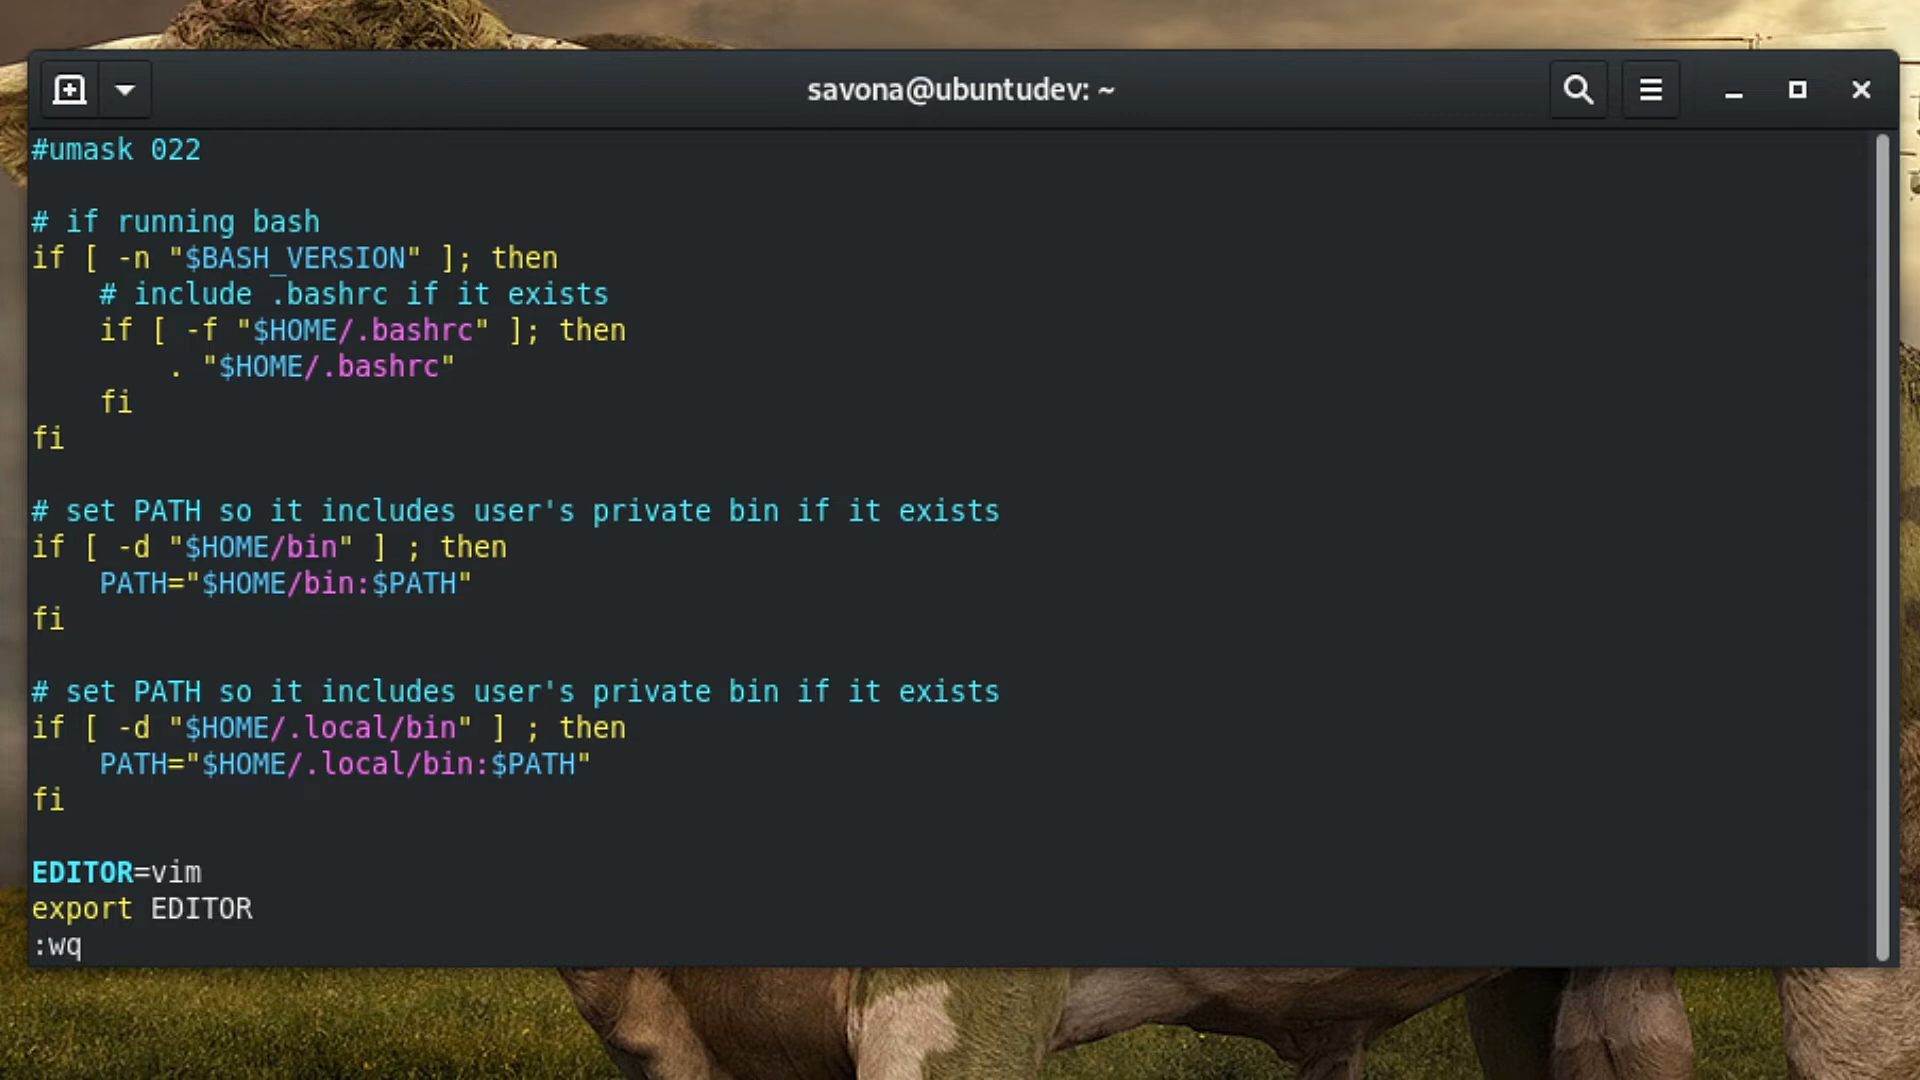 savona@ubuntudev: ~
#umask 022
# if running bash
if [ -n "$BASH_VERSION" ]; then
    # include .bashrc if it exists
    if [ -f "$HOME/.bashrc" ]; then
        . "$HOME/.bashrc"
    fi
fi
# set PATH so it includes user's private bin if it exists
if [ -d "$HOME/bin" ] ; then
    PATH="$HOME/bin:$PATH"
fi
# set PATH so it includes user's private bin if it exists
if [ -d "$HOME/.local/bin" ] ; then
    PATH="$HOME/.local/bin:$PATH"
fi
EDITOR=vim
export EDITOR
:wq